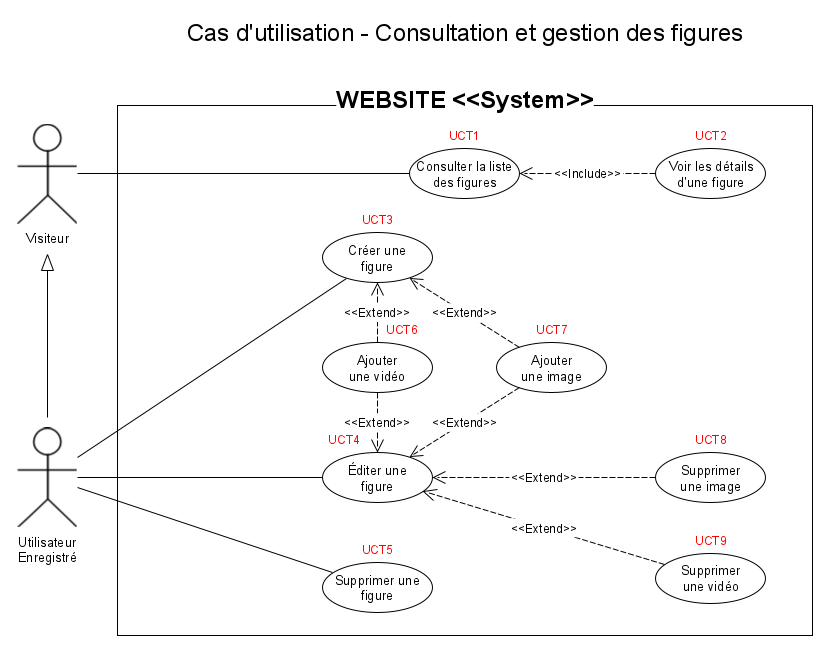 Cas d'utilisation - Consultation et gestion des figures
WEBSITE <<System>>
UCT1
UCT2
Consulter la liste
des figures
<<Include>>
Voir les détails
d'une figure
Visiteur
UCT3
Créer une
figure
<<Extend>>
<<Extend>>
UCT6
UCT7
Ajouter
une vidéo
Ajouter
une image
<<Extend>>
<<Extend>>
UCT4
UCT8
Éditer une
figure
<<Extend>>
Supprimer
une image
<<Extend>>
Utilisateur
Enregistré
UCT5
UCT9
Supprimer une
figure
Supprimer
une vidéo